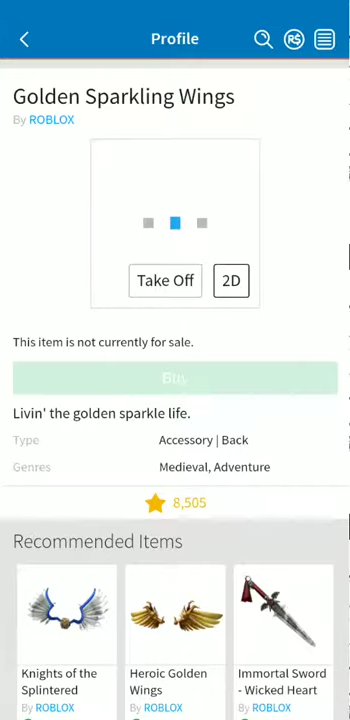 Profile
R$
Golden Sparkling Wings
By ROBLOX
Take Off
2D
This item is not currently for sale.
Buy
Livin' the golden sparkle life.
Type Accessory | Back
Genres Medieval, Adventure
8,505
Recommended Items
Knights of the Splintered
By ROBLOX
Heroic Golden Wings
By ROBLOX
Immortal Sword - Wicked Heart
By ROBLOX